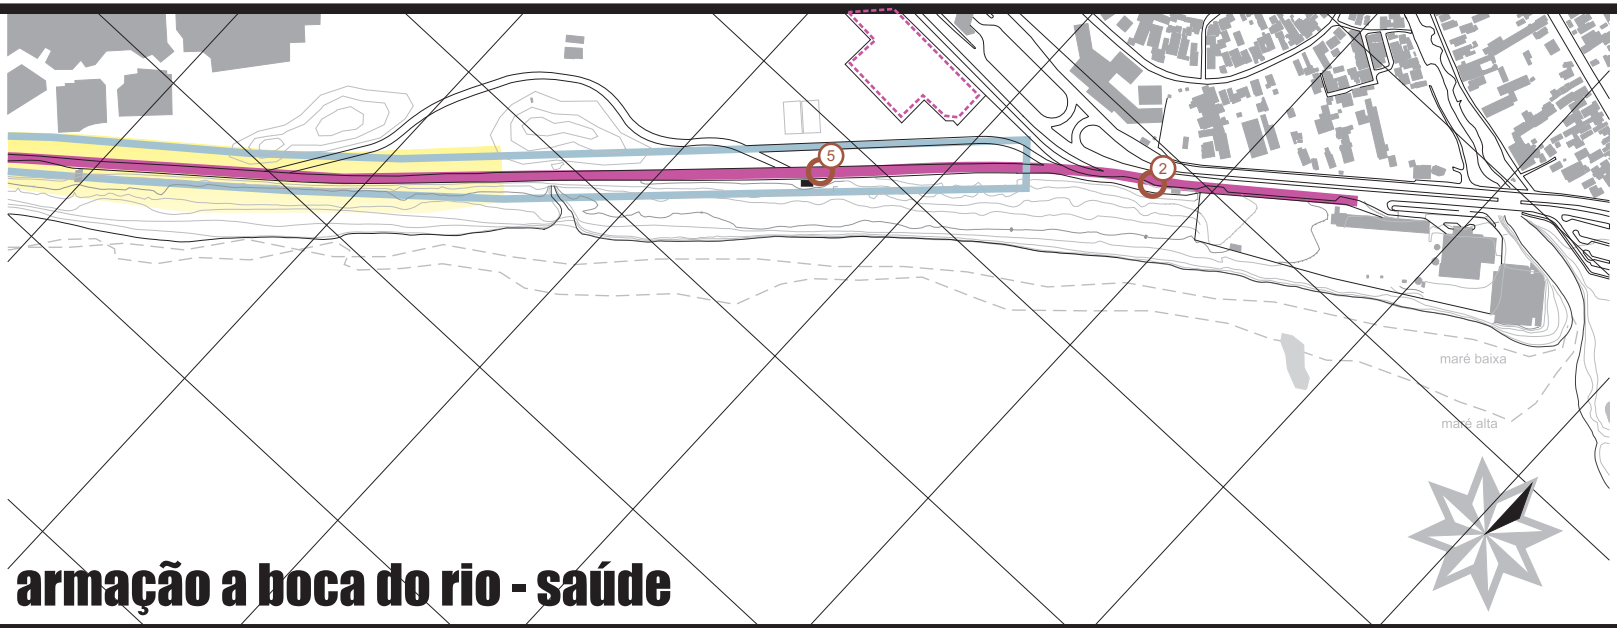 5
2
maré baixa
maré alta
armação a boca do rio - saúde